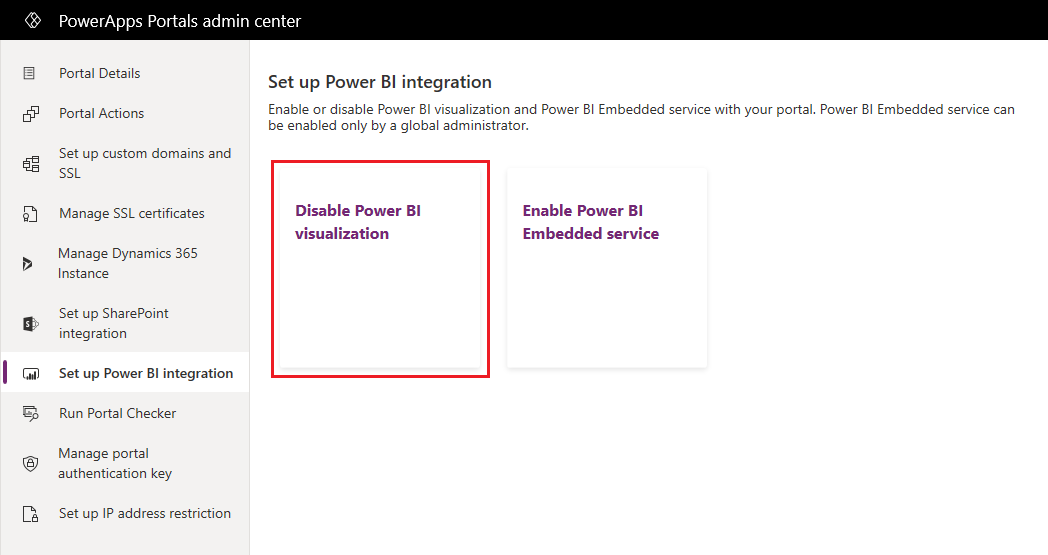 PowerApps Portals admin center
Portal Details
Portal Actions
Set up custom domains and
SSL
Manage SSL certificates
Manage Dynamics 365
Instance
Set up SharePoint
integration
Set up Power BI integration
Run Portal Checker
Manage portal
authentication key
Set up IP address restriction
Set up Power BI integration
Enable or disable Power BI visualization and Power BI Embedded service with your portal. Power BI Embedded service can
be enabled only by a global administrator.
Disable Power BI
visualization
Enable Power BI
Embedded service